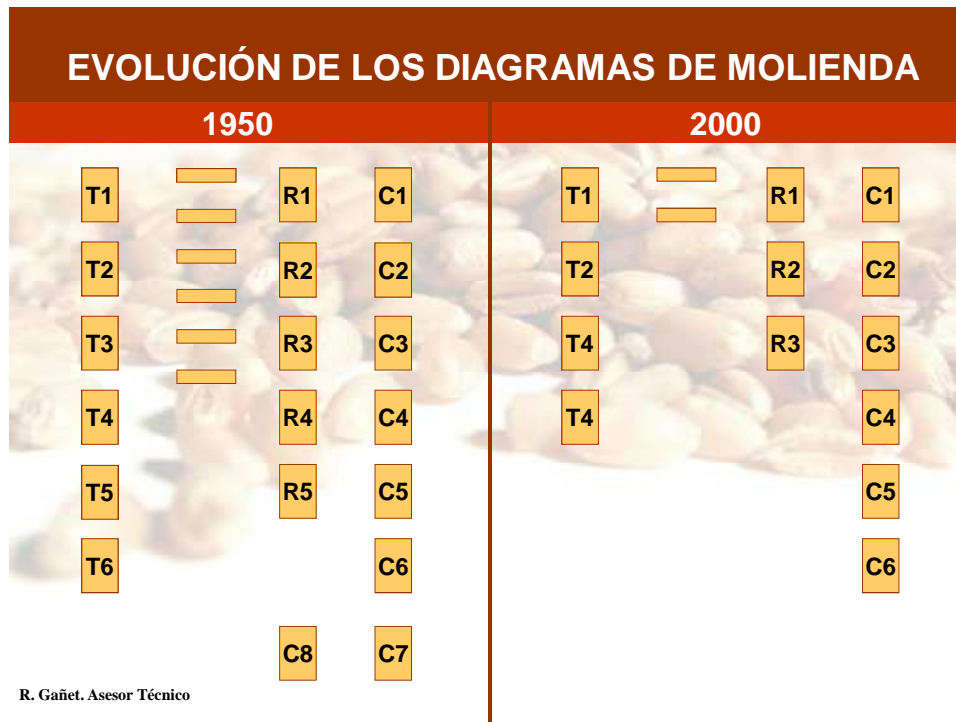 EVOLUCIÓN DE LOS DIAGRAMAS DE MOLIENDA
1950 2000
T1 R1 C1 T1 R1 C1
T2 R2 C2 T2 R2 C2
T3 R3 C3 T4 R3 C3
T4 R4 C4 T4 C4
T5 R5 C5 C5
T6 C6 C6
C8 C7
R. Gañet. Asesor Técnico